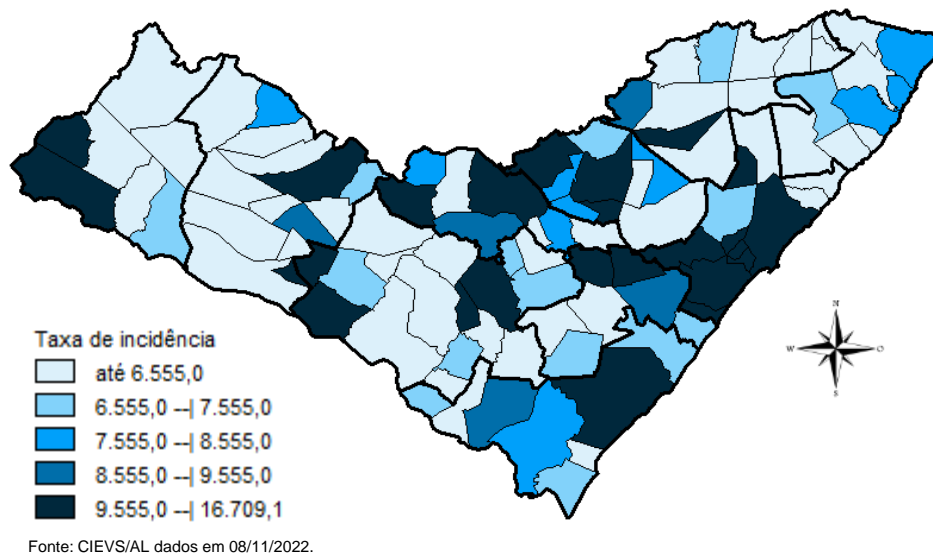 Taxa de incidência
até 6.555,0
6.555,0 --| 7.555,0
7.555,0 --| 8.555,0
8.555,0 --| 9.555,0
9.555,0 --| 16.709,1
N
W O
S
Fonte: CIEVS/AL dados em 08/11/2022.